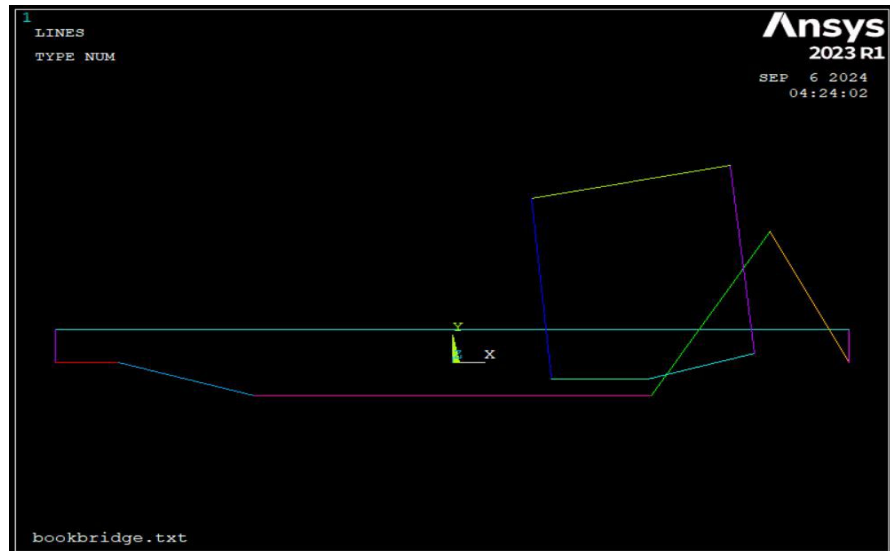 1
LINES
TYPE NUM
Ansys
2023 R1
SEP 6 2024
04:24:02
Y
X
bookbridge.txt